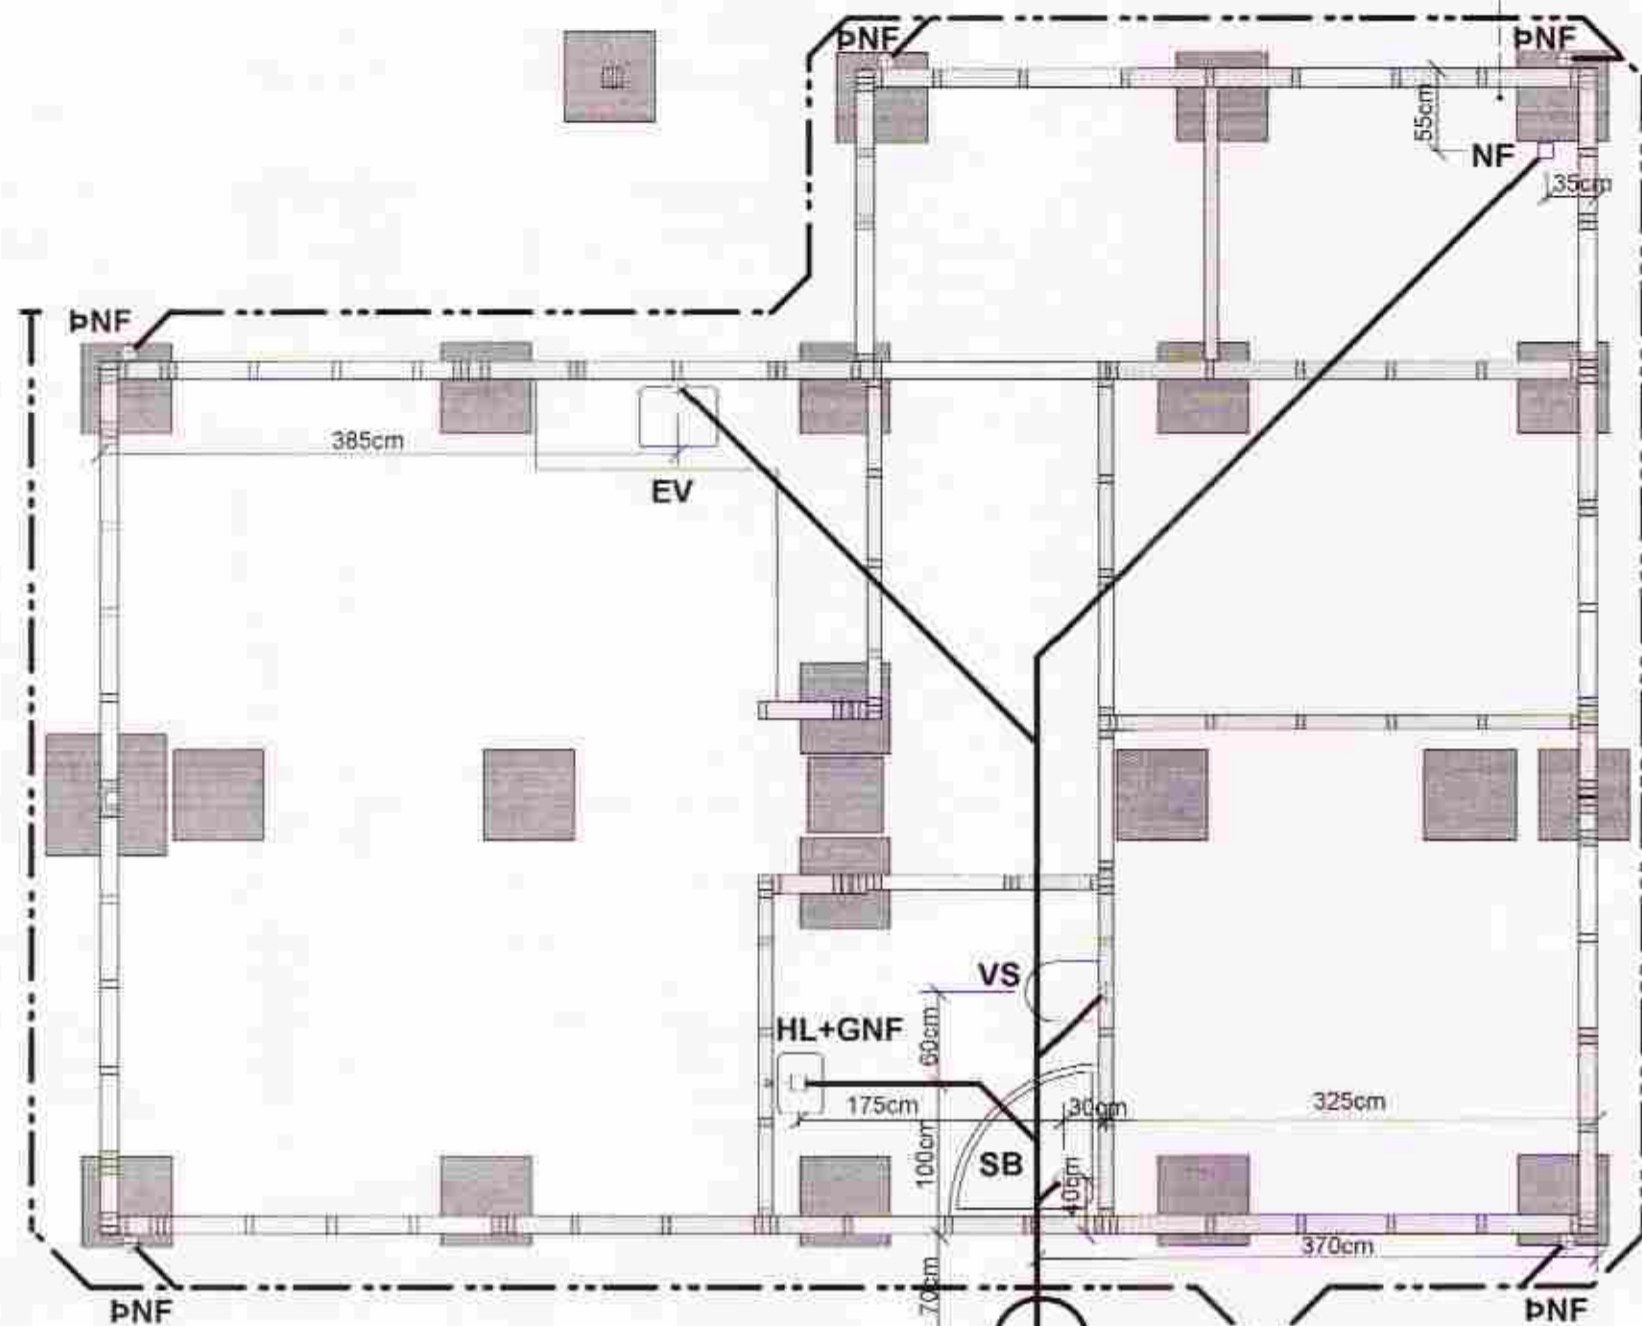 ÞNF
ÞNF
55cm
NF
35cm
ÞNF
385cm
EV
VS
HL+GNF
60cm
175cm
30cm
325cm
100cm
SB
40cm
370cm
70cm
ÞNF
ÞNF